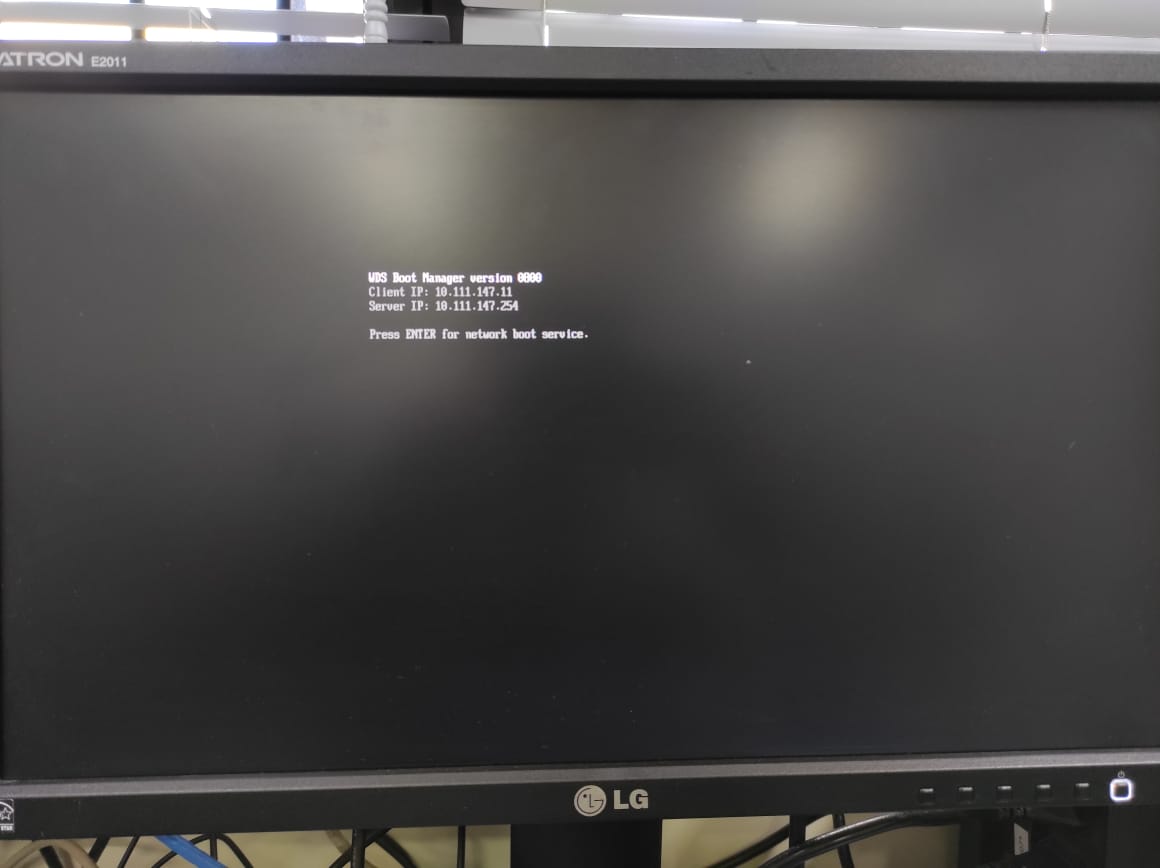 ATRON E2011
WDS Boot Manager version 0800
Client IP: 10.111.147.11
Server IP: 10.111.147.254
Press ENTER for network boot service.
LG